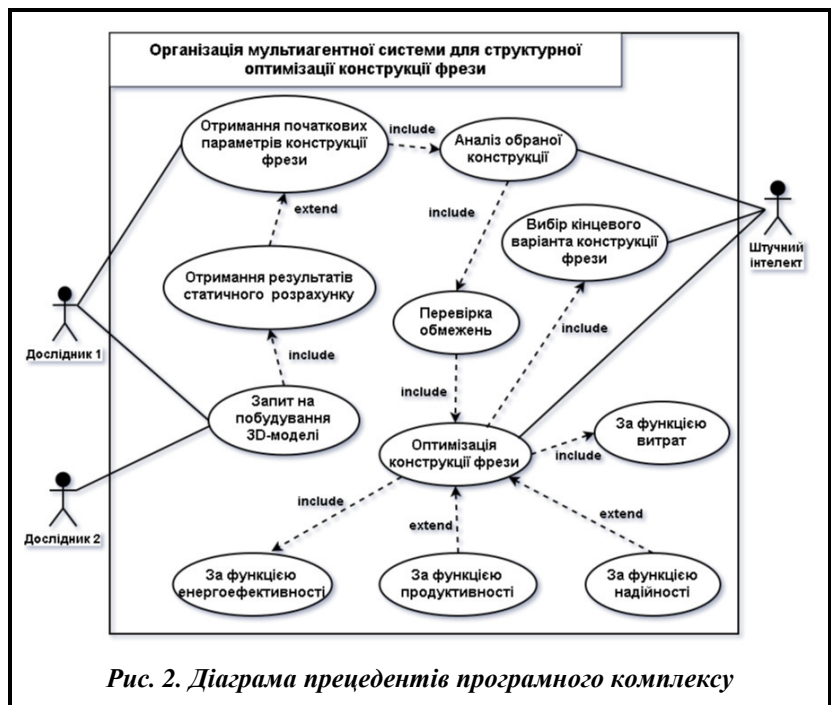 Організація мультиагентної системи для структурної
оптимізації конструкції фрези
Отримання початкових
параметрів конструкції
фрези
include
Аналіз обраної
конструкції
extend
include
Вибір кінцевого
варіанта конструкції
фрези
Штучний
інтелект
Отримання результатів
статичного розрахунку
Перевірка
обмежень
include
Дослідник 1
include
include
Запит на
побудування
3D-моделі
За функцією
витрат
Оптимізація
конструкції фрези
include
include
extend
extend
Дослідник 2
За функцією
енергоефективності
За функцією
продуктивності
За функцією
надійності
Рис. 2. Діаграма прецедентів програмного комплексу